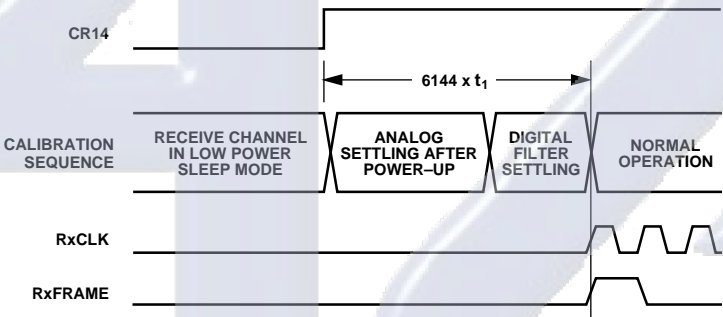 CR14
6144 x t1
CALIBRATION
SEQUENCE
RECEIVE CHANNEL
IN LOW POWER
SLEEP MODE
ANALOG
SETTLING AFTER
POWER–UP
DIGITAL
FILTER
SETTLING
NORMAL
OPERATION
RxCLK
RxFRAME